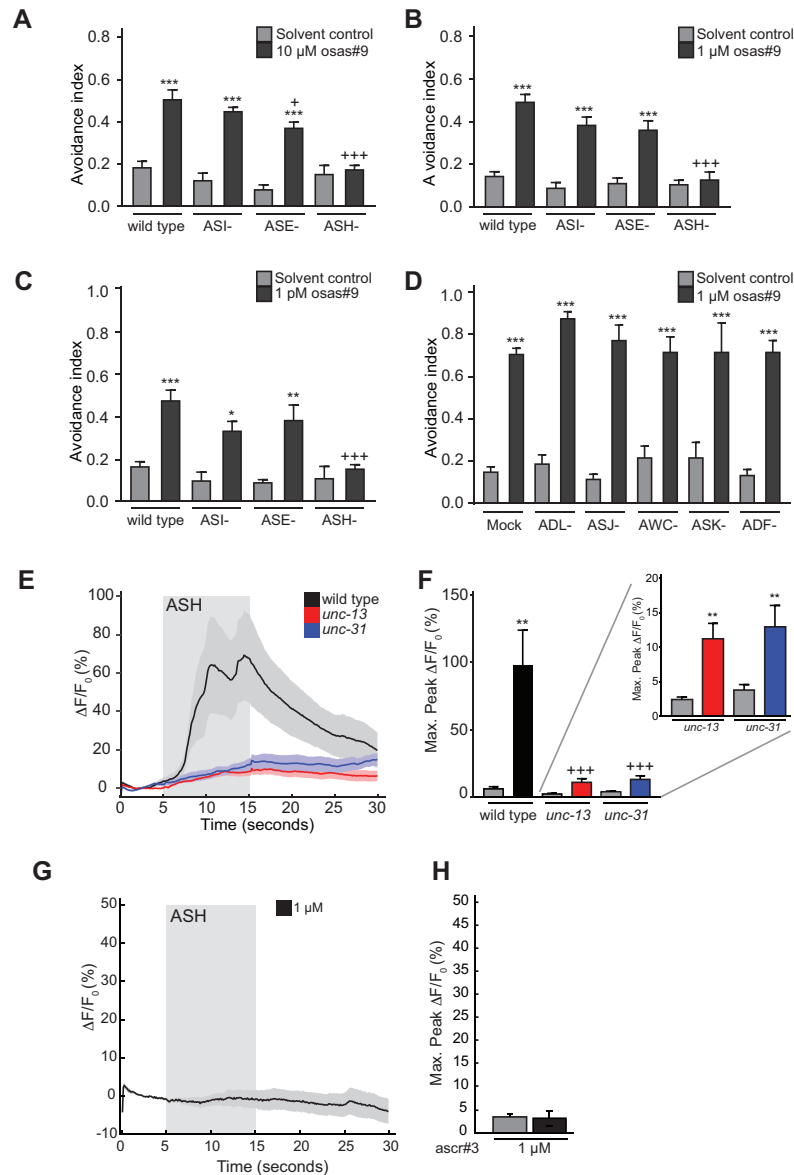 A
Solvent control
10 µM osas#9
Avoidance index
0.8
0.6
0.4
0.2
0.0
***
***
+
***
+++
wild type
ASI-
ASE-
ASH-
B
Solvent control
1 µM osas#9
A voidance index
0.8
0.6
0.4
0.2
0.0
***
***
***
+++
wild type
ASI-
ASE-
ASH-
C
Solvent control
1 pM osas#9
Avoidance index
1.0
0.8
0.6
0.4
0.2
0.0
***
*
**
+++
wild type
ASI-
ASE-
ASH-
D
Solvent control
1 µM osas#9
Avoidance index
1.0
0.8
0.6
0.4
0.2
0.0
***
***
***
***
***
***
Mock
ADL-
ASJ-
AWC-
ASK-
ADF-
E
ASH
wild type
unc-13
unc-31
ΔF/F0 (%)
100
80
60
40
20
0
0
5
10
15
20
25
30
Time (seconds)
F
Max. Peak ΔF/F0 (%)
150
100
50
0
**
+++
+++
wild type
unc-13
unc-31
Max. Peak ΔF/F0 (%)
20
15
10
5
0
**
**
unc-13
unc-31
G
ASH
1 µM
ΔF/F0 (%)
50
40
30
20
10
0
-10
0
5
10
15
20
25
30
Time (seconds)
H
Max. Peak ΔF/F0 (%)
50
45
40
35
30
25
20
15
10
5
0
ascr#3
1 µM